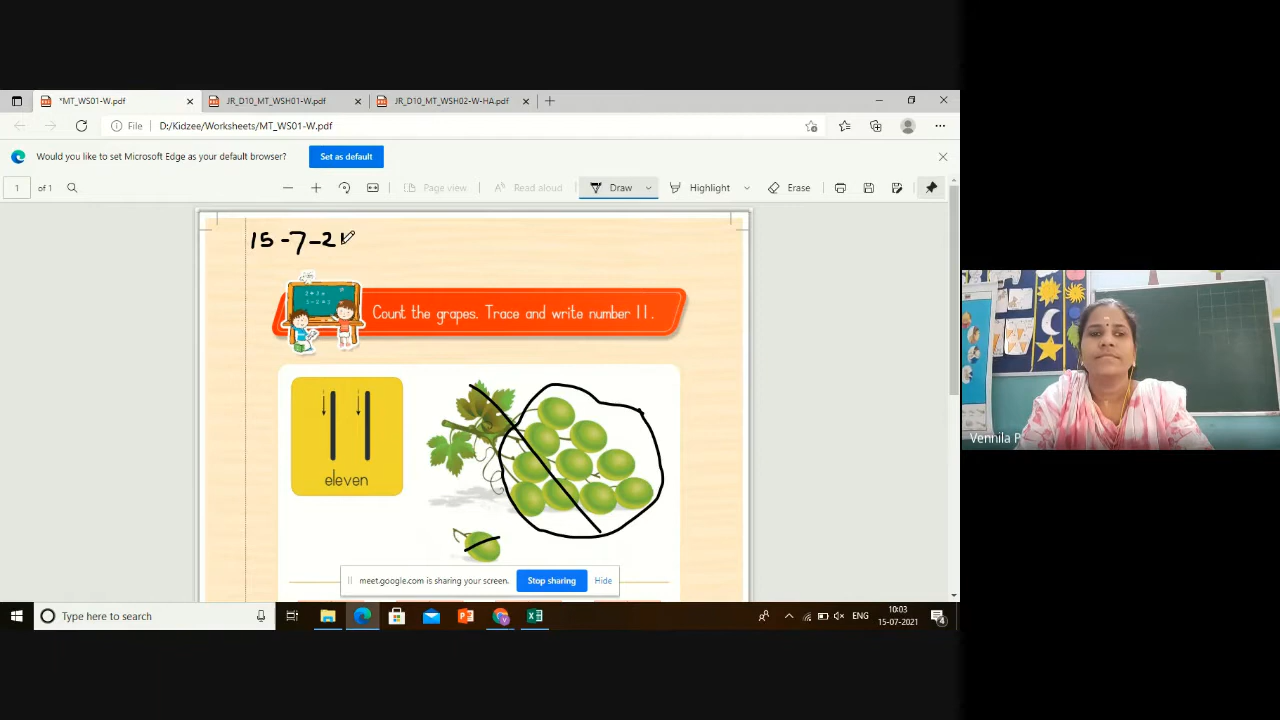 *MT_WS01-W.pdf
JR_D10_MT_WSH01-W.pdf
JR_D10_MT_WSH02-W-HA.pdf
File D:/Kidzee/Worksheets/MT_WS01-W.pdf
Would you like to set Microsoft Edge as your default browser? Set as default
1 of 1 Page view Read aloud Draw Highlight Erase
15-7-21
Count the grapes. Trace and write number 11.
11
eleven
Vennila P
meet.google.com is sharing your screen. Stop sharing Hide
Type here to search
ENG
10:03
15-07-2021
4